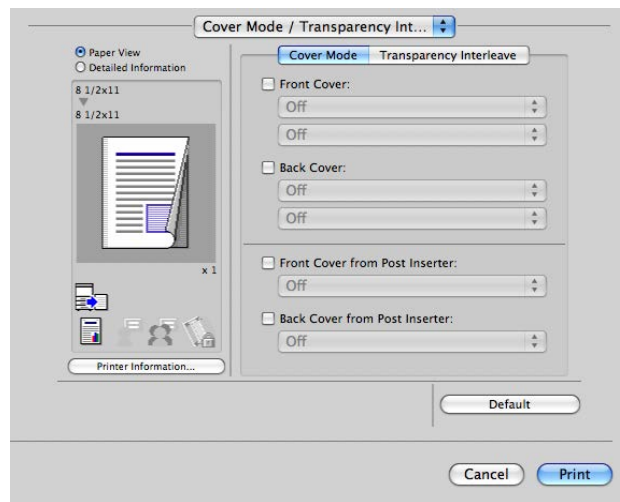 Cover Mode / Transparency Int...
Paper View
Detailed Information
8 1/2x11
8 1/2x11
x 1
Printer Information...
Cover Mode Transparency Interleave
Front Cover:
Off
Off
Back Cover:
Off
Off
Front Cover from Post Inserter:
Off
Back Cover from Post Inserter:
Off
Default
Cancel Print